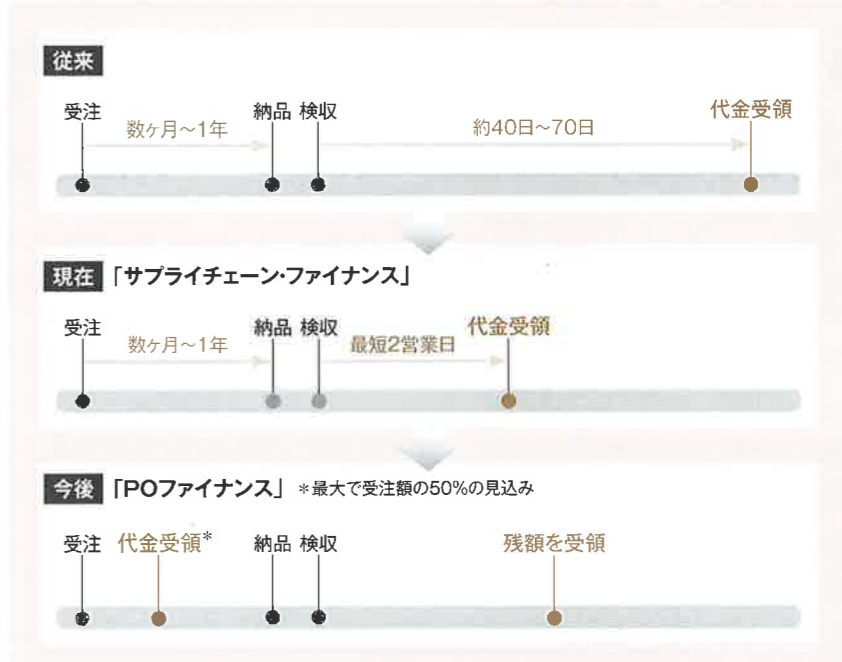 従来
受注 数ヶ月～1年 納品 検収 約40日～70日 代金受領
現在 「サプライチェーン・ファイナンス」
受注 数ヶ月～1年 納品 検収 最短2営業日 代金受領
今後 「POファイナンス」 ＊最大で受注額の50%の見込み
受注 代金受領＊ 納品 検収 残額を受領